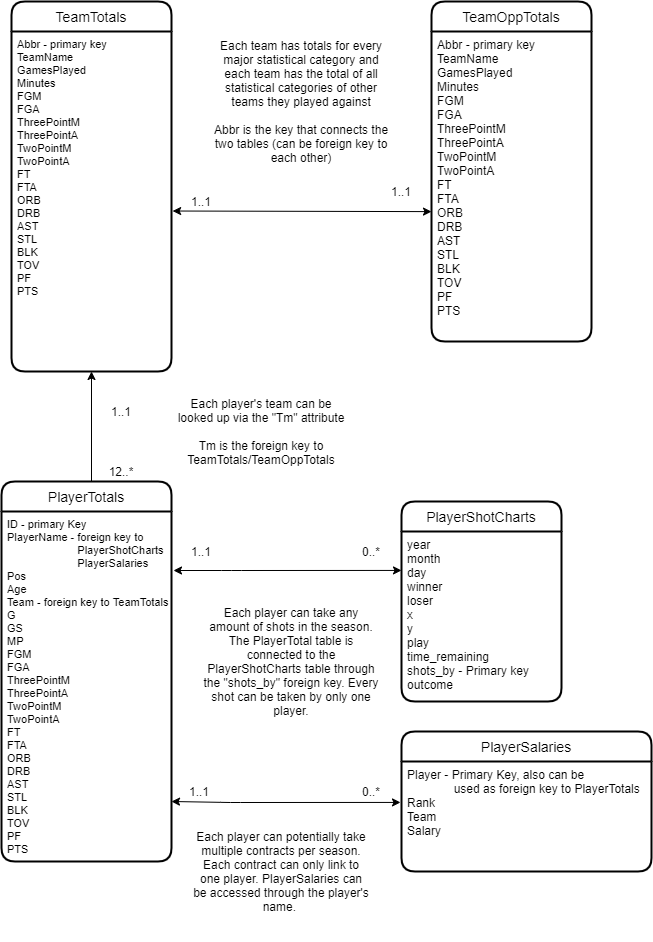 TeamTotals
Abbr - primary key
TeamName
GamesPlayed
Minutes
FGM
FGA
ThreePointM
ThreePointA
TwoPointM
TwoPointA
FT
FTA
ORB
DRB
AST
STL
BLK
TOV
PF
PTS
Each team has totals for every
major statistical category and
each team has the total of all
statistical categories of other
teams they played against
Abbr is the key that connects the
two tables (can be foreign key to
each other)
1..1
1..1
TeamOppTotals
Abbr - primary key
TeamName
GamesPlayed
Minutes
FGM
FGA
ThreePointM
ThreePointA
TwoPointM
TwoPointA
FT
FTA
ORB
DRB
AST
STL
BLK
TOV
PF
PTS
1..1
12..*
Each player's team can be
looked up via the "Tm" attribute
Tm is the foreign key to
TeamTotals/TeamOppTotals
PlayerTotals
ID - primary Key
PlayerName - foreign key to
PlayerShotCharts
PlayerSalaries
Pos
Age
Team - foreign key to TeamTotals
G
GS
MP
FGM
FGA
ThreePointM
ThreePointA
TwoPointM
TwoPointA
FT
FTA
ORB
DRB
AST
STL
BLK
TOV
PF
PTS
1..1
0..*
Each player can take any
amount of shots in the season.
The PlayerTotal table is
connected to the
PlayerShotCharts table through
the "shots_by" foreign key. Every
shot can be taken by only one
player.
PlayerShotCharts
year
month
day
winner
loser
x
y
play
time_remaining
shots_by - Primary key
outcome
1..1
0..*
Each player can potentially take
multiple contracts per season.
Each contract can only link to
one player. PlayerSalaries can
be accessed through the player's
name.
PlayerSalaries
Player - Primary Key, also can be
used as foreign key to PlayerTotals
Rank
Team
Salary